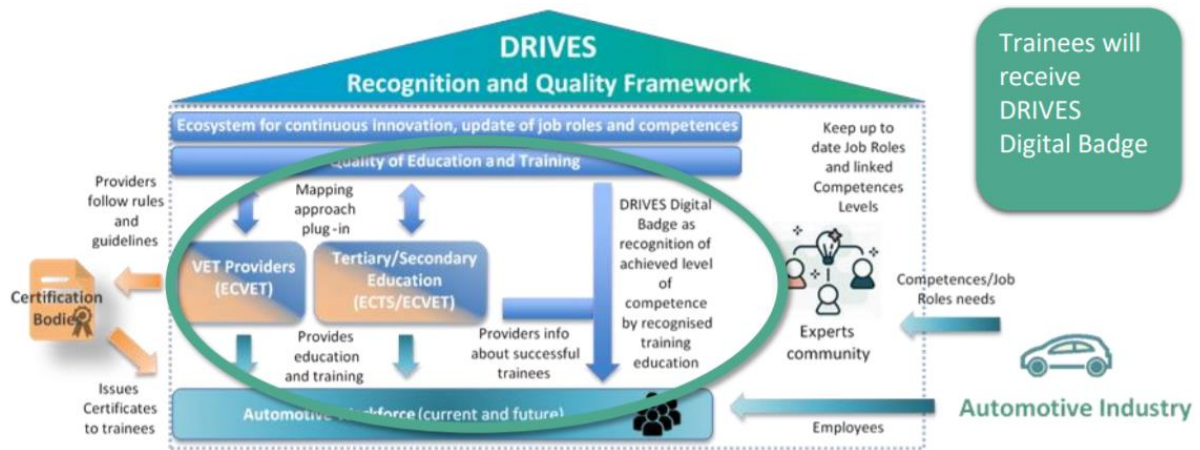 DRIVES
Recognition and Quality Framework
Trainees will
receive
DRIVES
Digital Badge
Ecosystem for continuous innovation, update of job roles and competences
Quality of Education and Training
Keep up to
date Job Roles
and linked
Competences
Levels
Providers
follow rules
and
guidelines
Mapping
approach
plug-in
DRIVES Digital
Badge as
recognition of
achieved level
of
competence
by recognised
training
education
VET Providers
(ECVET)
Tertiary/Secondary
Education
(ECTS/ECVET)
Certification
Bodies
Competences/Job
Roles needs
Experts
community
Provides
education
and training
Providers info
about successful
trainees
Issues
Certificates
to trainees
Automotive Workforce (current and future)
Employees
Automotive Industry